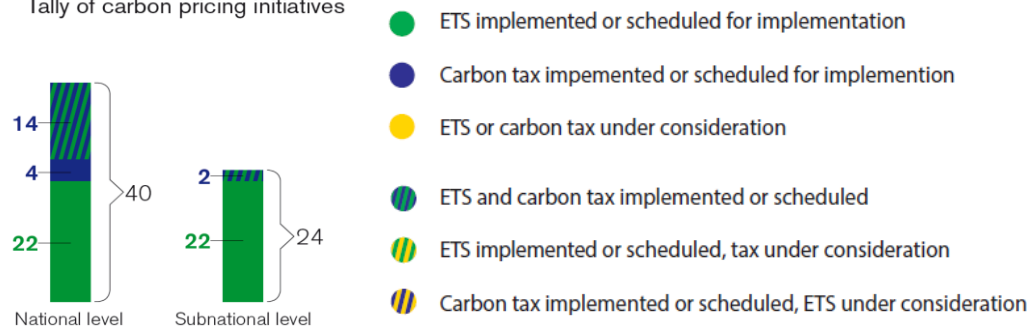 Tally of carbon pricing initiatives
14
4
22
40
National level
2
22
24
Subnational level
ETS implemented or scheduled for implementation
Carbon tax impemented or scheduled for implemention
ETS or carbon tax under consideration
ETS and carbon tax implemented or scheduled
ETS implemented or scheduled, tax under consideration
Carbon tax implemented or scheduled, ETS under consideration